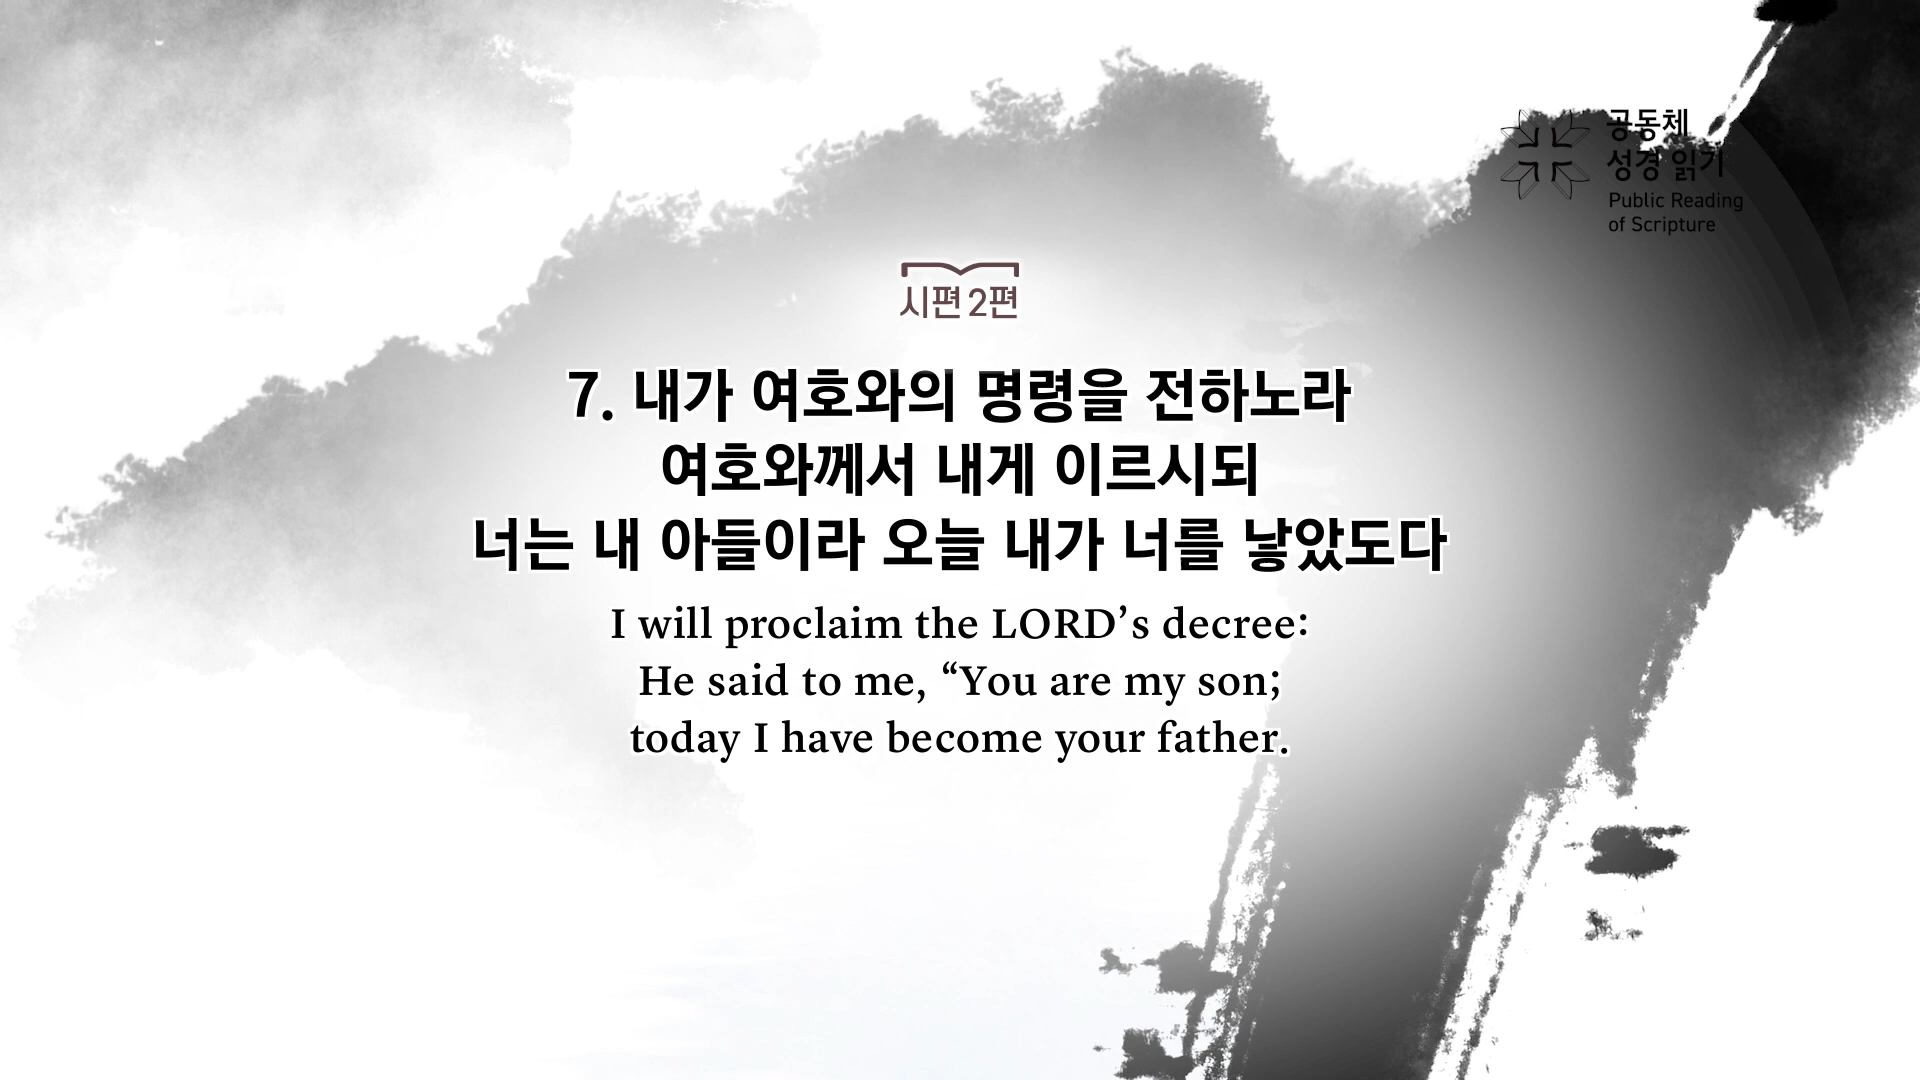 공동체
성경 읽기
Public Reading
of Scripture
시편 2편
7. 내가 여호와의 명령을 전하노라
여호와께서 내게 이르시되
너는 내 아들이라 오늘 내가 너를 낳았도다
I will proclaim the LORD’s decree:
He said to me, “You are my son;
today I have become your father.